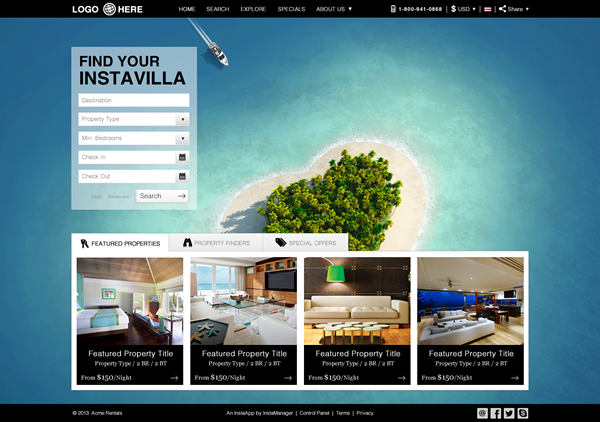 LOGO HERE
HOME SEARCH EXPLORE SPECIALS ABOUT US
1-800-941-0868 | $ USD | | Share
FIND YOUR
INSTAVILLA
Destination
Property Type
Min. Bedrooms
Check In
Check Out
Advanced Search
FEATURED PROPERTIES
PROPERTY FINDERS
SPECIAL OFFERS
Featured Property Title
Property Type / 2 BR / 2 BT
From $150/Night
Featured Property Title
Property Type / 2 BR / 2 BT
From $150/Night
Featured Property Title
Property Type / 2 BR / 2 BT
From $150/Night
Featured Property Title
Property Type / 2 BR / 2 BT
From $150/Night
© 2013 Acme Rentals
An InstaApp by InstaManager | Control Panel | Terms | Privacy